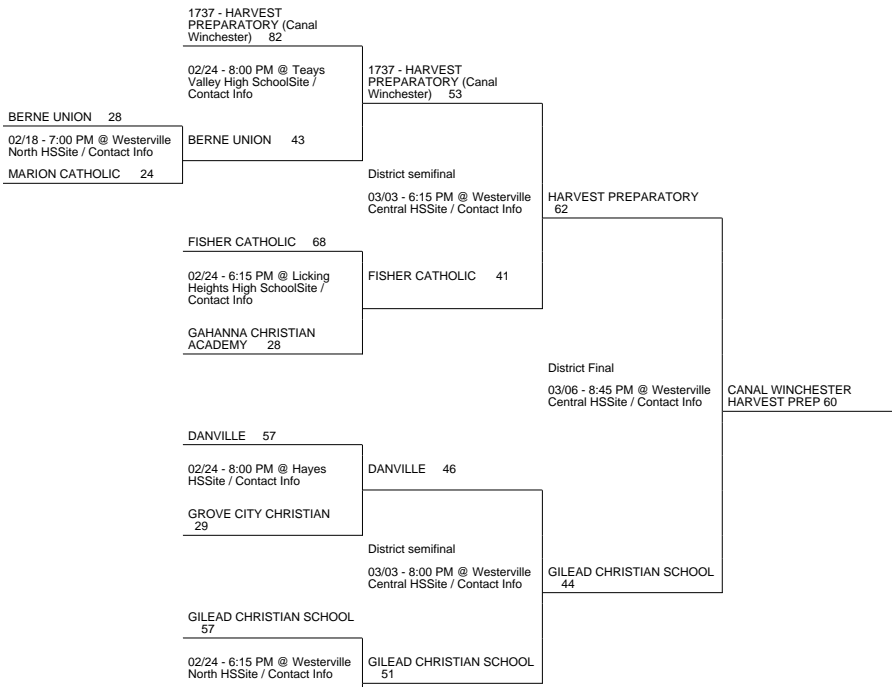 1737 - HARVEST
PREPARATORY (Canal
Winchester) 82
02/24 - 8:00 PM @ Teays
Valley High SchoolSite /
Contact Info
1737 - HARVEST
PREPARATORY (Canal
Winchester) 53
BERNE UNION 28
02/18 - 7:00 PM @ Westerville
North HSSite / Contact Info
BERNE UNION 43
MARION CATHOLIC 24
District semifinal
03/03 - 6:15 PM @ Westerville
Central HSSite / Contact Info
HARVEST PREPARATORY
62
FISHER CATHOLIC 68
02/24 - 6:15 PM @ Licking
Heights High SchoolSite /
Contact Info
FISHER CATHOLIC 41
GAHANNA CHRISTIAN
ACADEMY 28
District Final
03/06 - 8:45 PM @ Westerville
Central HSSite / Contact Info
CANAL WINCHESTER
HARVEST PREP 60
DANVILLE 57
02/24 - 8:00 PM @ Hayes
HSSite / Contact Info
DANVILLE 46
GROVE CITY CHRISTIAN
29
District semifinal
03/03 - 8:00 PM @ Westerville
Central HSSite / Contact Info
GILEAD CHRISTIAN SCHOOL
44
GILEAD CHRISTIAN SCHOOL
57
02/24 - 6:15 PM @ Westerville
North HSSite / Contact Info
GILEAD CHRISTIAN SCHOOL
51